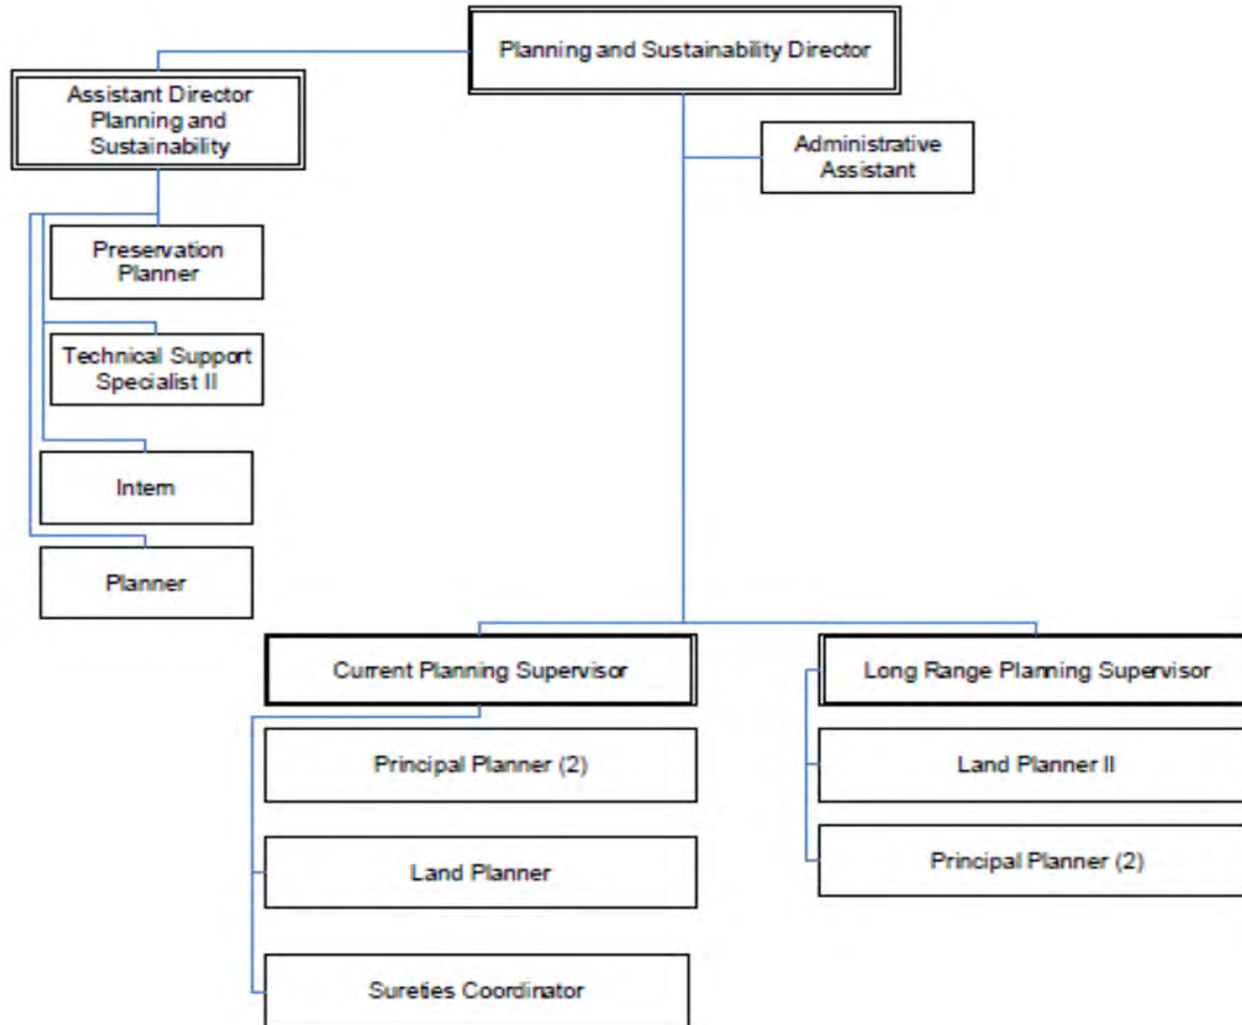 Planning and Sustainability Director
Assistant Director
Planning and
Sustainability
Administrative
Assistant
Preservation
Planner
Technical Support
Specialist II
Intern
Planner
Current Planning Supervisor
Long Range Planning Supervisor
Principal Planner (2)
Land Planner
Sureties Coordinator
Land Planner II
Principal Planner (2)